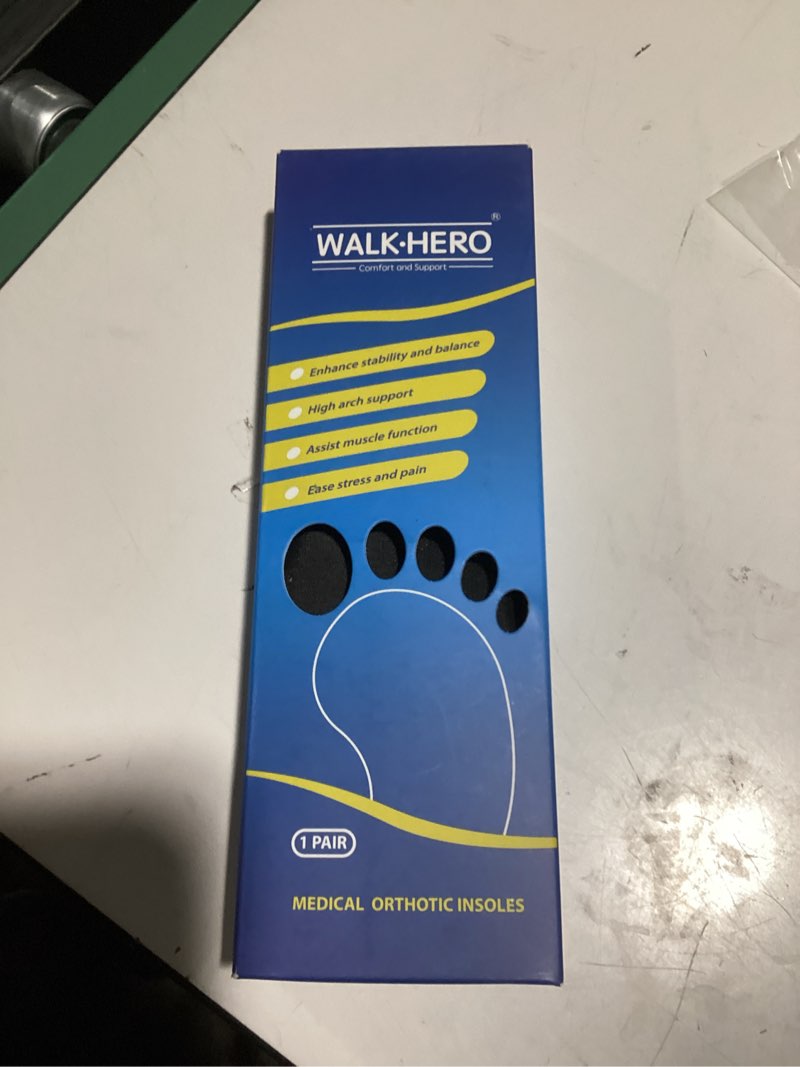 WALK·HERO®
Comfort and Support
Enhance stability and balance
High arch support
Assist muscle function
Ease stress and pain
1 PAIR
MEDICAL ORTHOTIC INSOLES